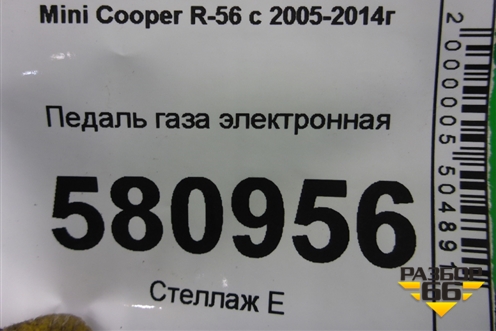 Mini Cooper R-56 с 2005-2014г
Педаль газа электронная
580956
Стеллаж Е
2000005504891
РАЗБОР
66